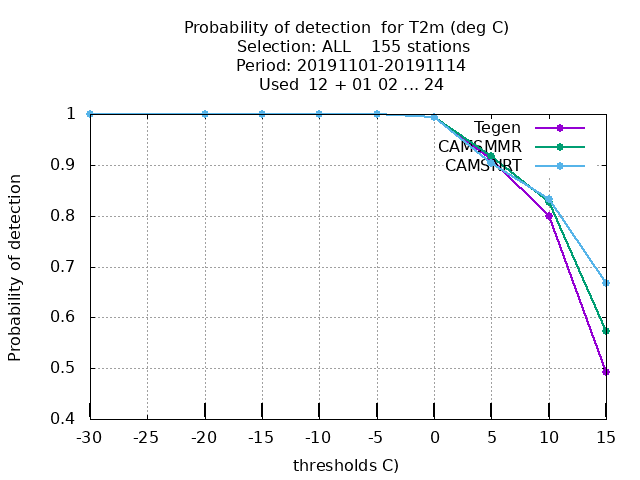 Probability of detection  for T2m (deg C)
Selection: ALL    155 stations
Period: 20191101-20191114
Used  12 + 01 02 ... 24
Probability of detection
1
0.9
0.8
0.7
0.6
0.5
0.4
Tegen
CAMSMMR
CAMSNRT
-30 -25 -20 -15 -10 -5 0 5 10 15
thresholds C)